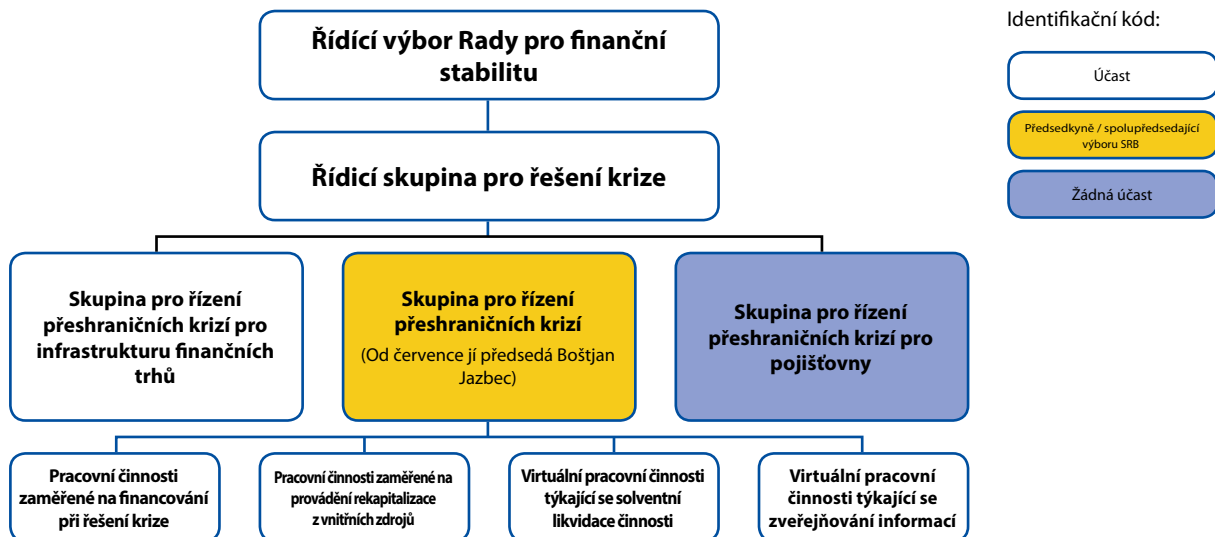 Řídící výbor Rady pro finanční
stabilitu
Řídicí skupina pro řešení krize
Identifikační kód:
Účast
Předsedkyně / spolupředsedající
výboru SRB
Žádná účast
Skupina pro řízení
přeshraničních krizí pro
infrastrukturu finančních
trhů
Skupina pro řízení
přeshraničních krizí
(Od července jí předsedá Boštjan
Jazbec)
Skupina pro řízení
přeshraničních krizí pro
pojišťovny
Pracovní činnosti
zaměřené na financování
při řešení krize
Pracovní činnosti zaměřené na
provádění rekapitalizace
z vnitřních zdrojů
Virtuální pracovní činnosti
týkající se solventní
likvidace činnosti
Virtuální pracovní
činnosti týkající se
zveřejňování informací